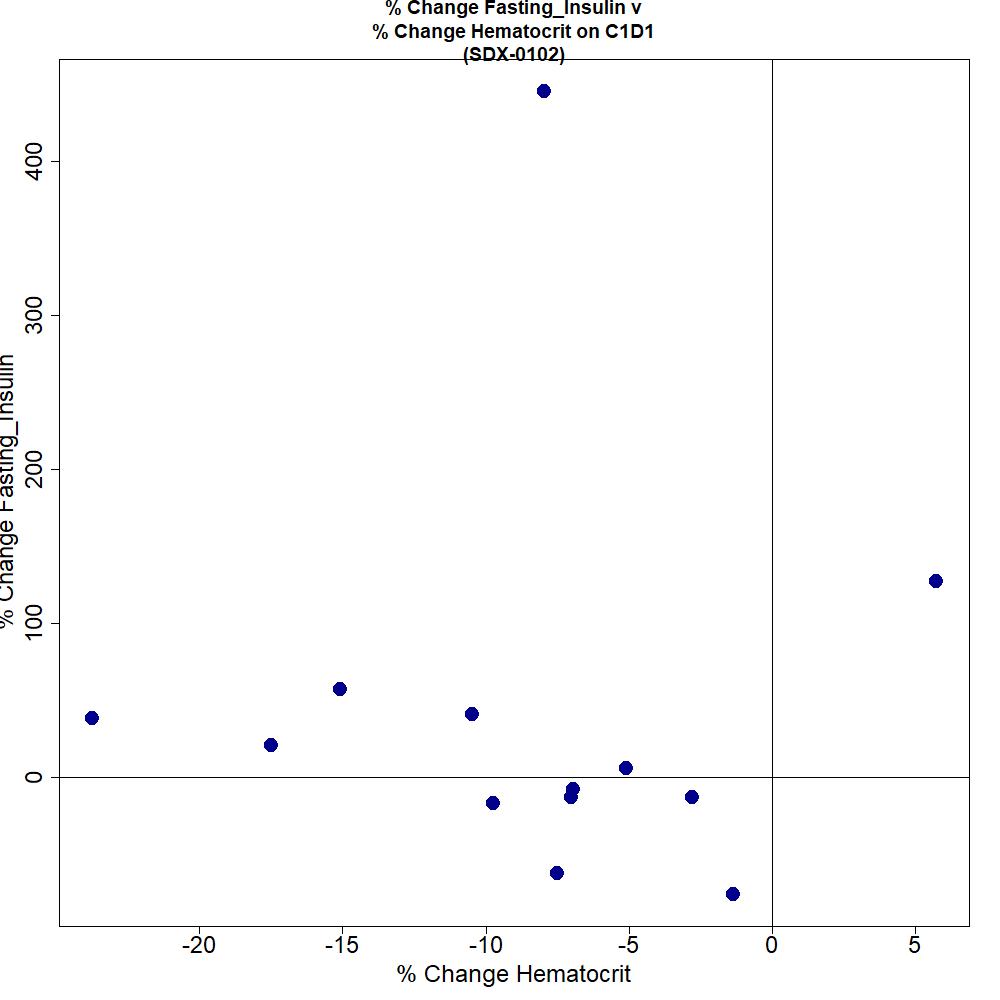 % Change Fasting_Insulin v
% Change Hematocrit on C1D1
(SDX-0102)
% Change Fasting_Insulin
400
300
200
100
0
-20
-15
-10
-5
0
5
% Change Hematocrit